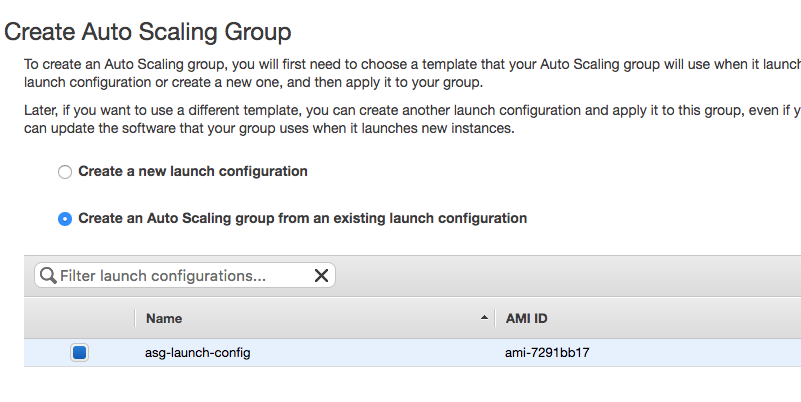 Create Auto Scaling Group
To create an Auto Scaling group, you will first need to choose a template that your Auto Scaling group will use when it
launch configuration or create a new one, and then apply it to your group.
Later, if you want to use a different template, you can create another launch configuration and apply it to this group, even if
can update the software that your group uses when it launches new instances.
Create a new launch configuration
Create an Auto Scaling group from an existing launch configuration
Filter launch configurations...
Name
AMI ID
asg-launch-config
ami-7291bb17